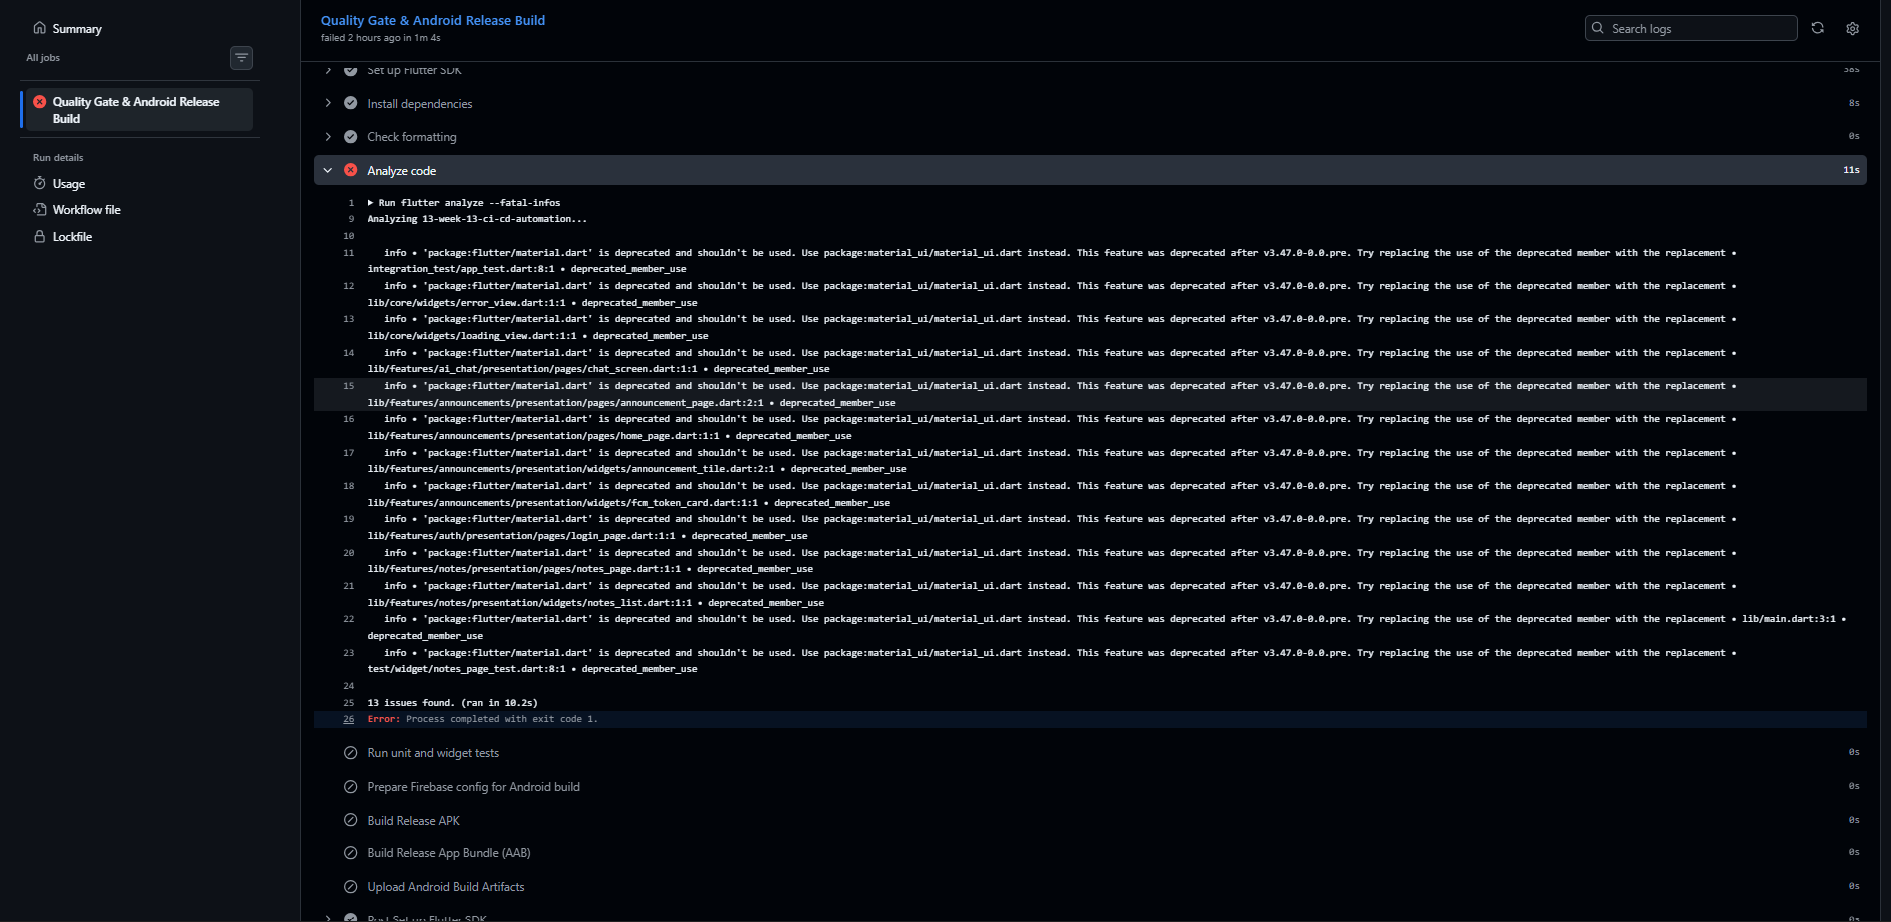 Summary
All jobs
Quality Gate & Android Release
Build
Run details
Usage
Workflow file
Lockfile
Quality Gate & Android Release Build
failed 2 hours ago in 1m 4s
Search logs
Set up Flutter SDK 38s
Install dependencies 8s
Check formatting 0s
Analyze code 11s
1 ▶ Run flutter analyze --fatal-infos
9 Analyzing 13-week-13-ci-cd-automation...
10
11 info • 'package:flutter/material.dart' is deprecated and shouldn't be used. Use package:material_ui/material_ui.dart instead. This feature was deprecated after v3.47.0-0.0.pre. Try replacing the use of the deprecated member with the replacement •
integration_test/app_test.dart:8:1 • deprecated_member_use
12 info • 'package:flutter/material.dart' is deprecated and shouldn't be used. Use package:material_ui/material_ui.dart instead. This feature was deprecated after v3.47.0-0.0.pre. Try replacing the use of the deprecated member with the replacement •
lib/core/widgets/error_view.dart:1:1 • deprecated_member_use
13 info • 'package:flutter/material.dart' is deprecated and shouldn't be used. Use package:material_ui/material_ui.dart instead. This feature was deprecated after v3.47.0-0.0.pre. Try replacing the use of the deprecated member with the replacement •
lib/core/widgets/loading_view.dart:1:1 • deprecated_member_use
14 info • 'package:flutter/material.dart' is deprecated and shouldn't be used. Use package:material_ui/material_ui.dart instead. This feature was deprecated after v3.47.0-0.0.pre. Try replacing the use of the deprecated member with the replacement •
lib/features/ai_chat/presentation/pages/chat_screen.dart:1:1 • deprecated_member_use
15 info • 'package:flutter/material.dart' is deprecated and shouldn't be used. Use package:material_ui/material_ui.dart instead. This feature was deprecated after v3.47.0-0.0.pre. Try replacing the use of the deprecated member with the replacement •
lib/features/announcements/presentation/pages/announcement_page.dart:2:1 • deprecated_member_use
16 info • 'package:flutter/material.dart' is deprecated and shouldn't be used. Use package:material_ui/material_ui.dart instead. This feature was deprecated after v3.47.0-0.0.pre. Try replacing the use of the deprecated member with the replacement •
lib/features/announcements/presentation/pages/home_page.dart:1:1 • deprecated_member_use
17 info • 'package:flutter/material.dart' is deprecated and shouldn't be used. Use package:material_ui/material_ui.dart instead. This feature was deprecated after v3.47.0-0.0.pre. Try replacing the use of the deprecated member with the replacement •
lib/features/announcements/presentation/widgets/announcement_tile.dart:2:1 • deprecated_member_use
18 info • 'package:flutter/material.dart' is deprecated and shouldn't be used. Use package:material_ui/material_ui.dart instead. This feature was deprecated after v3.47.0-0.0.pre. Try replacing the use of the deprecated member with the replacement •
lib/features/announcements/presentation/widgets/fcm_token_card.dart:1:1 • deprecated_member_use
19 info • 'package:flutter/material.dart' is deprecated and shouldn't be used. Use package:material_ui/material_ui.dart instead. This feature was deprecated after v3.47.0-0.0.pre. Try replacing the use of the deprecated member with the replacement •
lib/features/auth/presentation/pages/login_page.dart:1:1 • deprecated_member_use
20 info • 'package:flutter/material.dart' is deprecated and shouldn't be used. Use package:material_ui/material_ui.dart instead. This feature was deprecated after v3.47.0-0.0.pre. Try replacing the use of the deprecated member with the replacement •
lib/features/notes/presentation/pages/notes_page.dart:1:1 • deprecated_member_use
21 info • 'package:flutter/material.dart' is deprecated and shouldn't be used. Use package:material_ui/material_ui.dart instead. This feature was deprecated after v3.47.0-0.0.pre. Try replacing the use of the deprecated member with the replacement •
lib/features/notes/presentation/widgets/notes_list.dart:1:1 • deprecated_member_use
22 info • 'package:flutter/material.dart' is deprecated and shouldn't be used. Use package:material_ui/material_ui.dart instead. This feature was deprecated after v3.47.0-0.0.pre. Try replacing the use of the deprecated member with the replacement • lib/main.dart:3:1 •
deprecated_member_use
23 info • 'package:flutter/material.dart' is deprecated and shouldn't be used. Use package:material_ui/material_ui.dart instead. This feature was deprecated after v3.47.0-0.0.pre. Try replacing the use of the deprecated member with the replacement •
test/widget/notes_page_test.dart:8:1 • deprecated_member_use
24
25 13 issues found. (ran in 10.2s)
26 Error: Process completed with exit code 1.
Run unit and widget tests 0s
Prepare Firebase config for Android build 0s
Build Release APK 0s
Build Release App Bundle (AAB) 0s
Upload Android Build Artifacts 0s
Post Set up Flutter SDK 0s